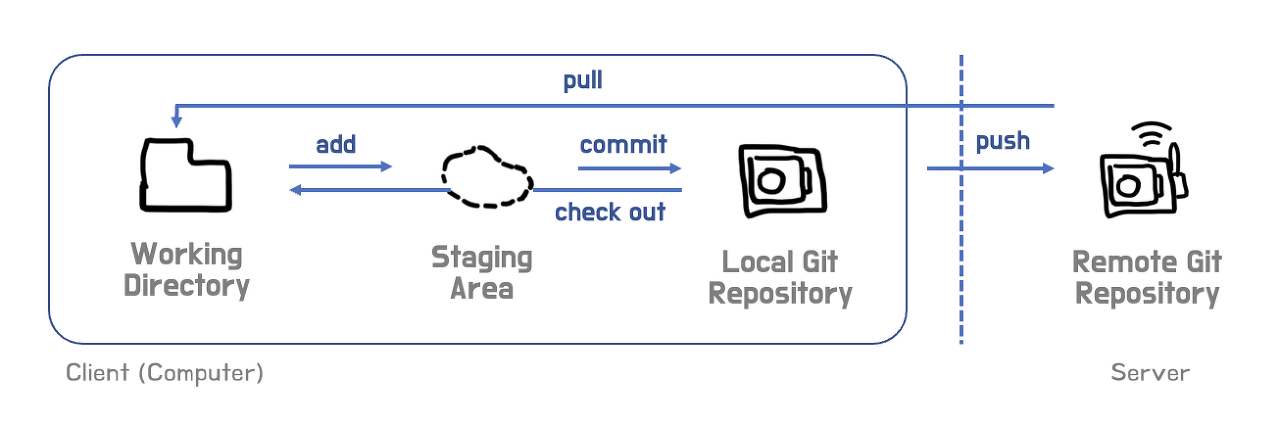 pull
add
commit
push
check out
Working
Directory
Staging
Area
Local Git
Repository
Remote Git
Repository
Client (Computer)
Server